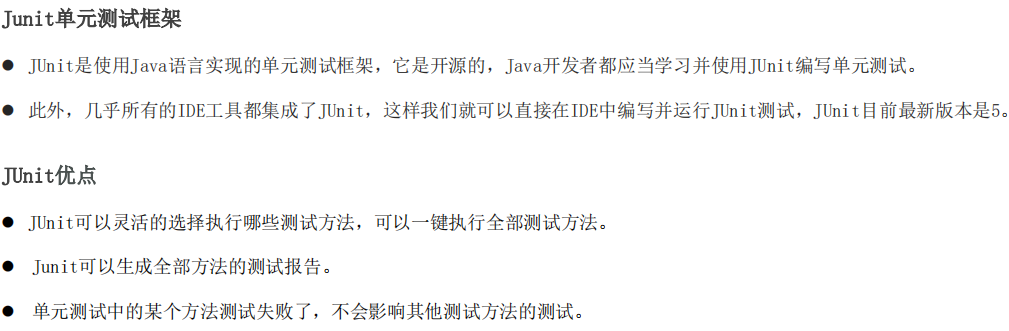 Junit单元测试框架
● JUnit是使用Java语言实现的单元测试框架，它是开源的，Java开发者都应当学习并使用JUnit编写单元测试。
● 此外，几乎所有的IDE工具都集成了JUnit，这样我们就可以直接在IDE中编写并运行JUnit测试，JUnit目前最新版本是5。
JUnit优点
● JUnit可以灵活的选择执行哪些测试方法，可以一键执行全部测试方法。
● Junit可以生成全部方法的测试报告。
● 单元测试中的某个方法测试失败了，不会影响其他测试方法的测试。